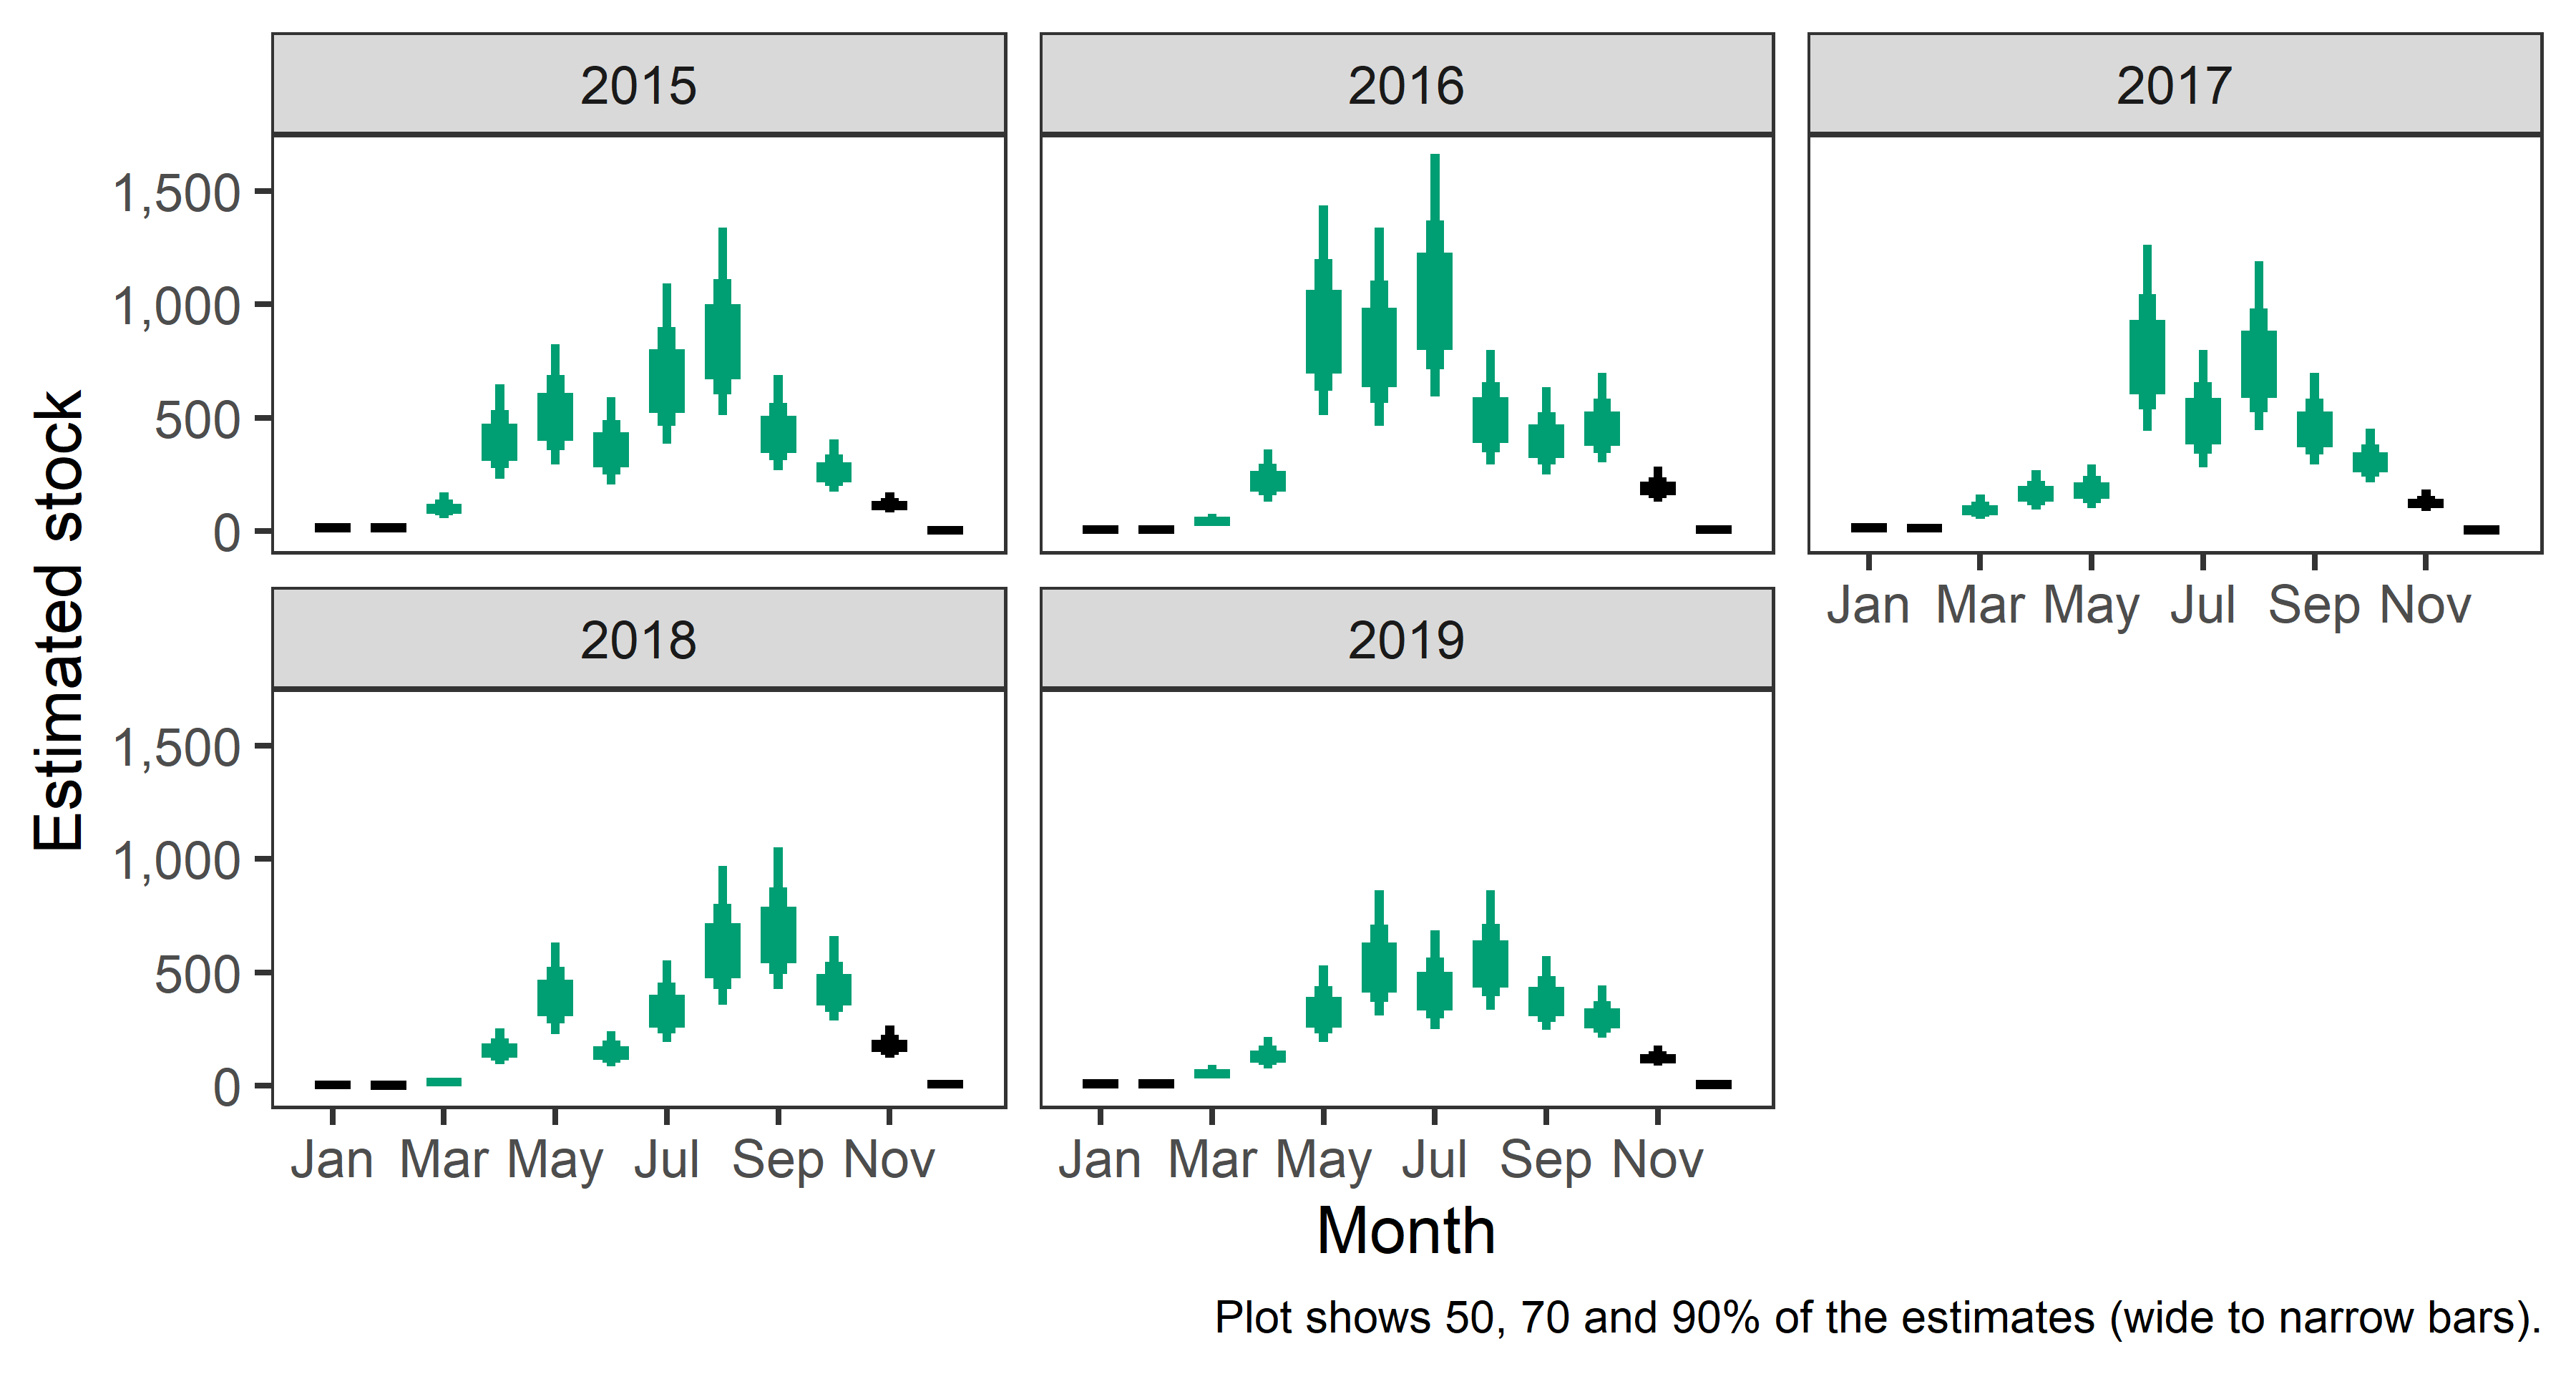 2015
2016
2017
1,500
1,000
500
0
Jan Mar May Jul Sep Nov
2018
2019
1,500
1,000
500
0
Jan Mar May Jul Sep Nov
Jan Mar May Jul Sep Nov
Estimated stock
Month
Plot shows 50, 70 and 90% of the estimates (wide to narrow bars).